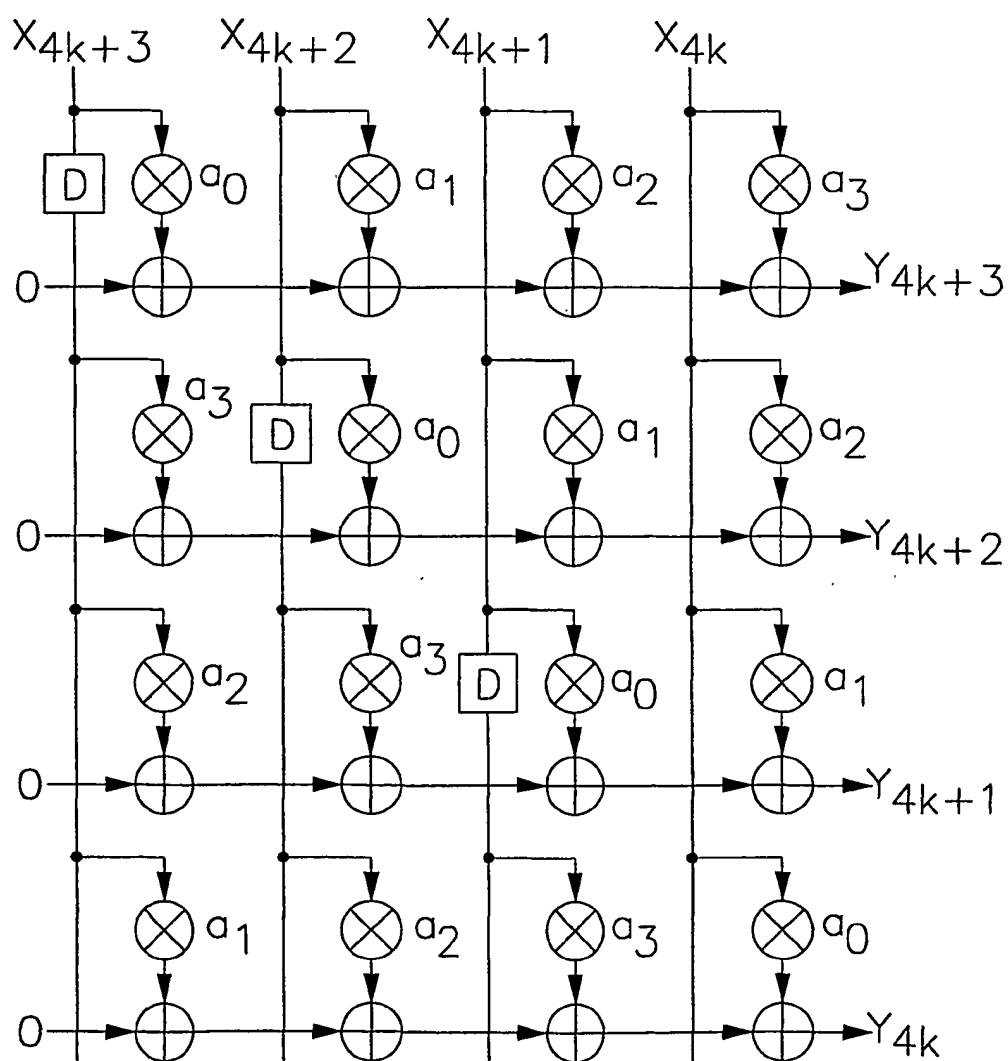 X4k+3 X4k+2 X4k+1 X4k
D a0 a1 a2 a3
0 Y4k+3
a3 D a0 a1 a2
0 Y4k+2
a2 a3 D a0 a1
0 Y4k+1
a1 a2 a3 a0
0 Y4k